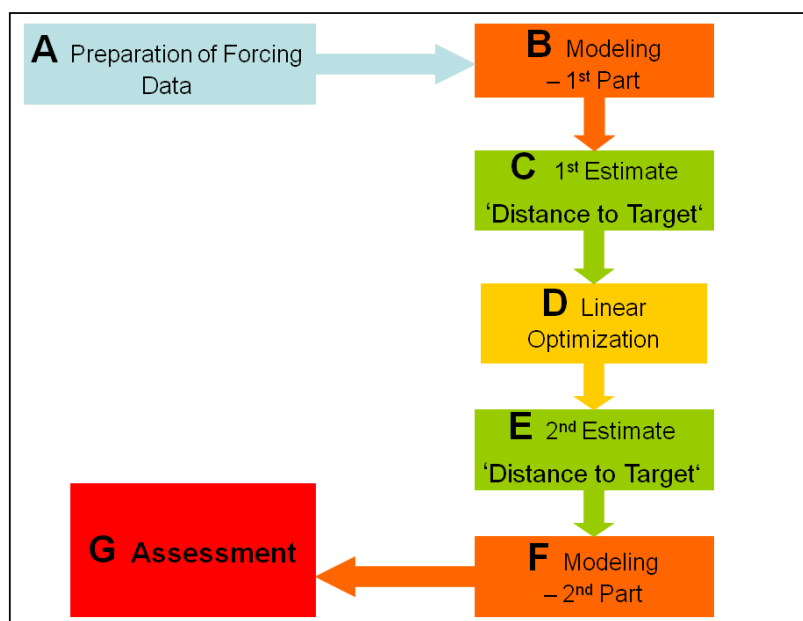 A Preparation of Forcing
Data
B Modeling
– 1st Part
C 1st Estimate
‘Distance to Target‘
D Linear
Optimization
E 2nd Estimate
‘Distance to Target‘
F Modeling
– 2nd Part
G Assessment